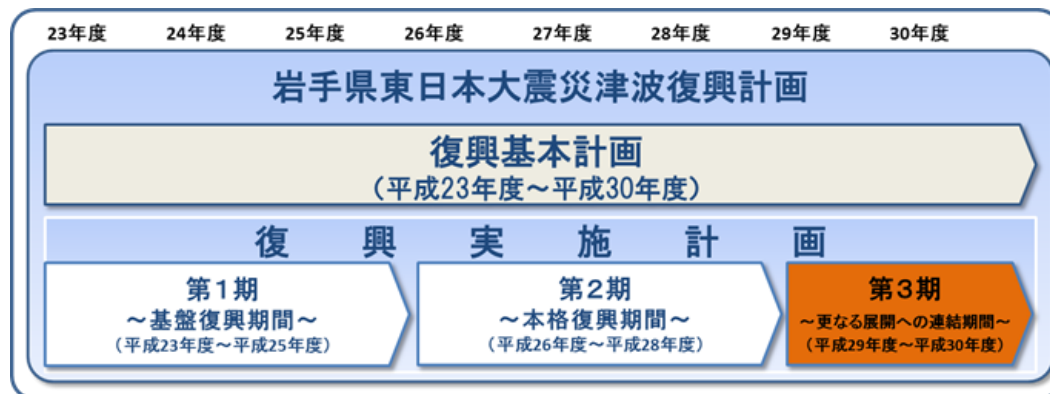 23年度 24年度 25年度 26年度 27年度 28年度 29年度 30年度
岩手県東日本大震災津波復興計画
復興基本計画
（平成23年度～平成30年度）
復興実施計画
第１期
～基盤復興期間～
（平成23年度～平成25年度）
第２期
～本格復興期間～
（平成26年度～平成28年度）
第３期
～更なる展開への連結期間～
（平成29年度～平成30年度）